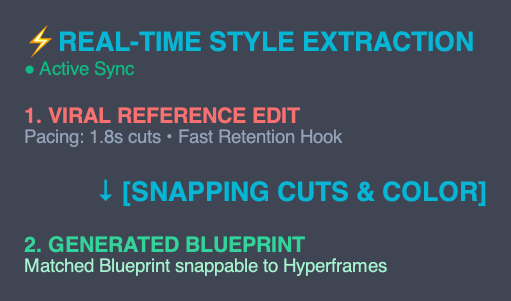 ⚡ REAL-TIME STYLE EXTRACTION
● Active Sync
1. VIRAL REFERENCE EDIT
Pacing: 1.8s cuts • Fast Retention Hook
↓ [SNAPPING CUTS & COLOR]
2. GENERATED BLUEPRINT
Matched Blueprint snappable to Hyperframes